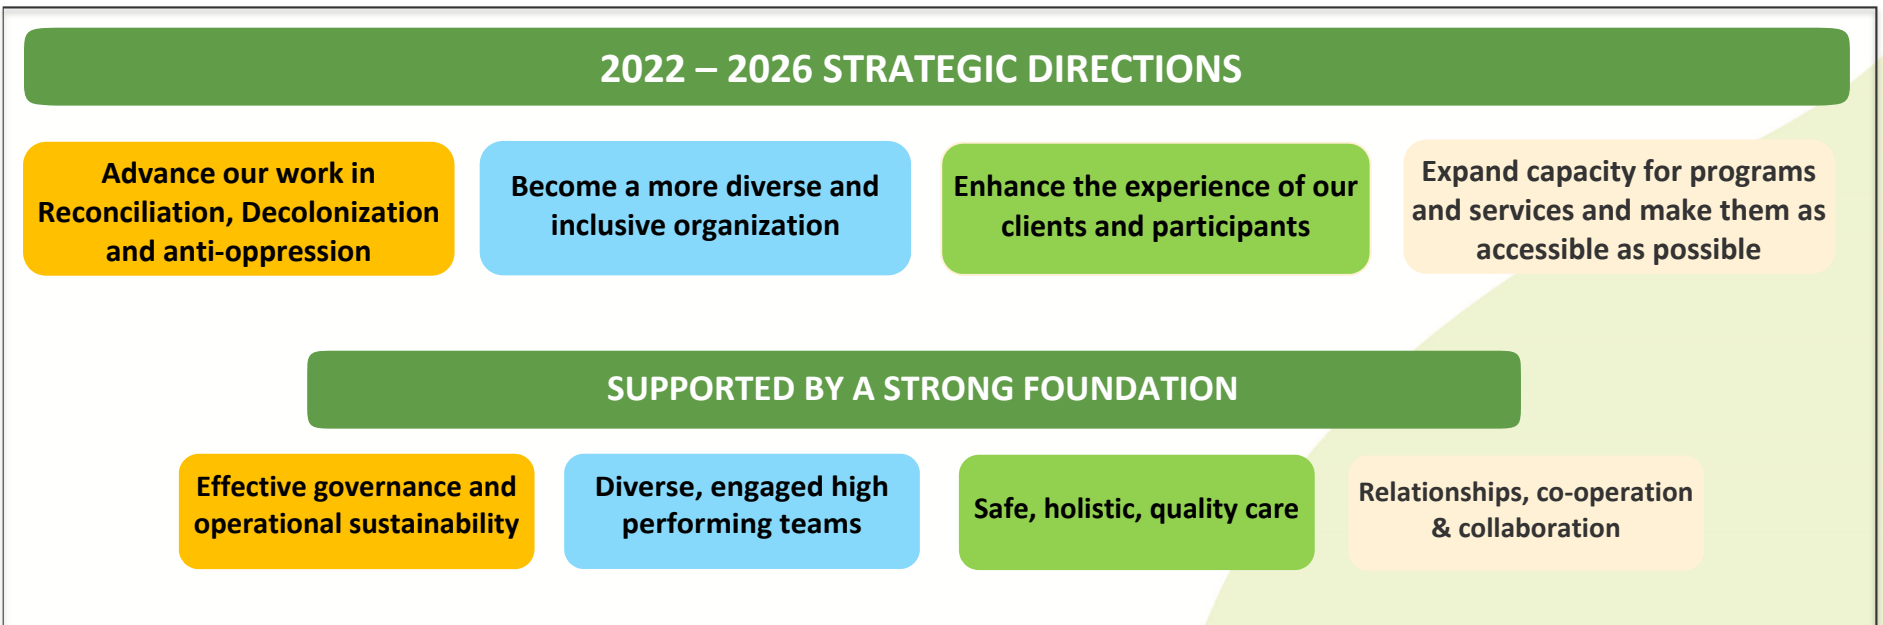 2022 – 2026 STRATEGIC DIRECTIONS
Advance our work in
Reconciliation, Decolonization
and anti-oppression
Become a more diverse and
inclusive organization
Enhance the experience of our
clients and participants
Expand capacity for programs
and services and make them as
accessible as possible
SUPPORTED BY A STRONG FOUNDATION
Effective governance and
operational sustainability
Diverse, engaged high
performing teams
Safe, holistic, quality care
Relationships, co-operation
& collaboration